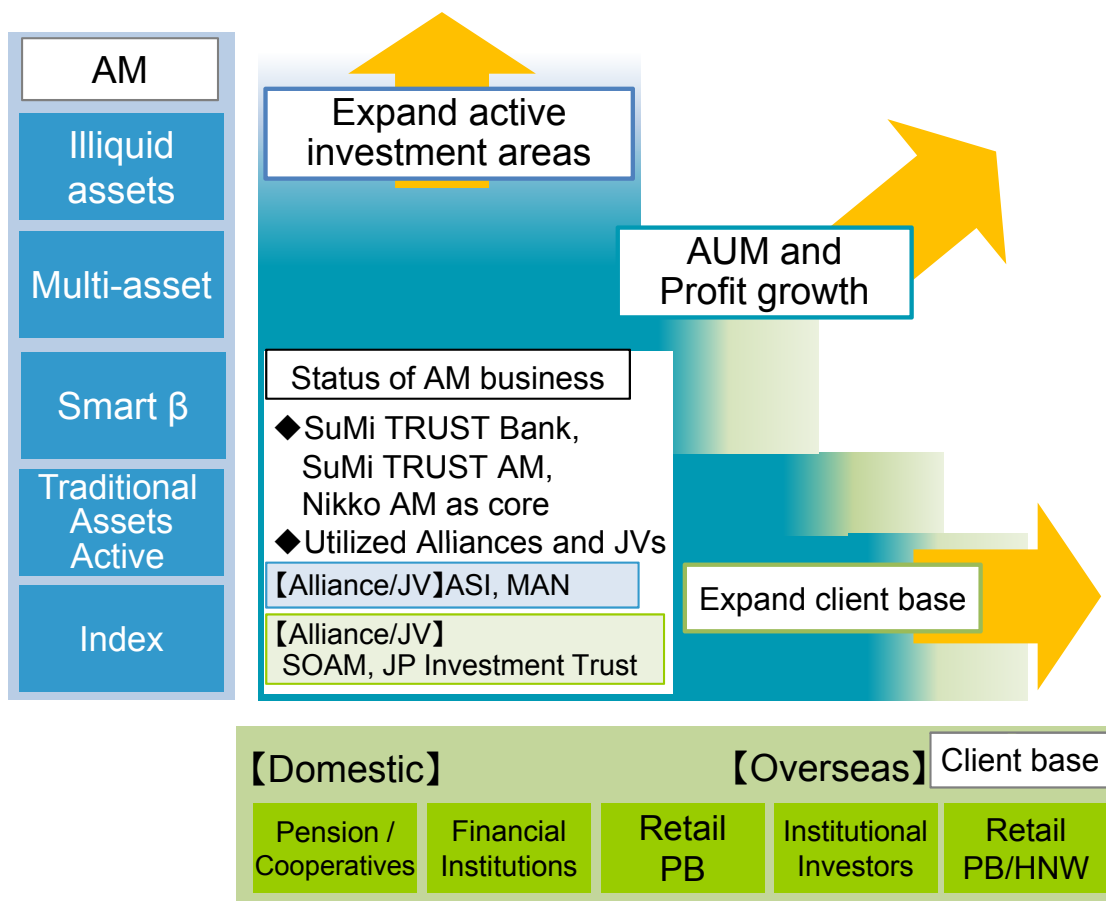 AM
Illiquid
assets
Multi-asset
Smart β
Traditional
Assets
Active
Index
Expand active
investment areas
AUM and
Profit growth
Status of AM business
◆SuMi TRUST Bank,
SuMi TRUST AM,
Nikko AM as core
◆Utilized Alliances and JVs
【Alliance/JV】ASI, MAN
【Alliance/JV】
SOAM, JP Investment Trust
Expand client base
【Domestic】
【Overseas】
Client base
Pension /
Cooperatives
Financial
Institutions
Retail
PB
Institutional
Investors
Retail
PB/HNW